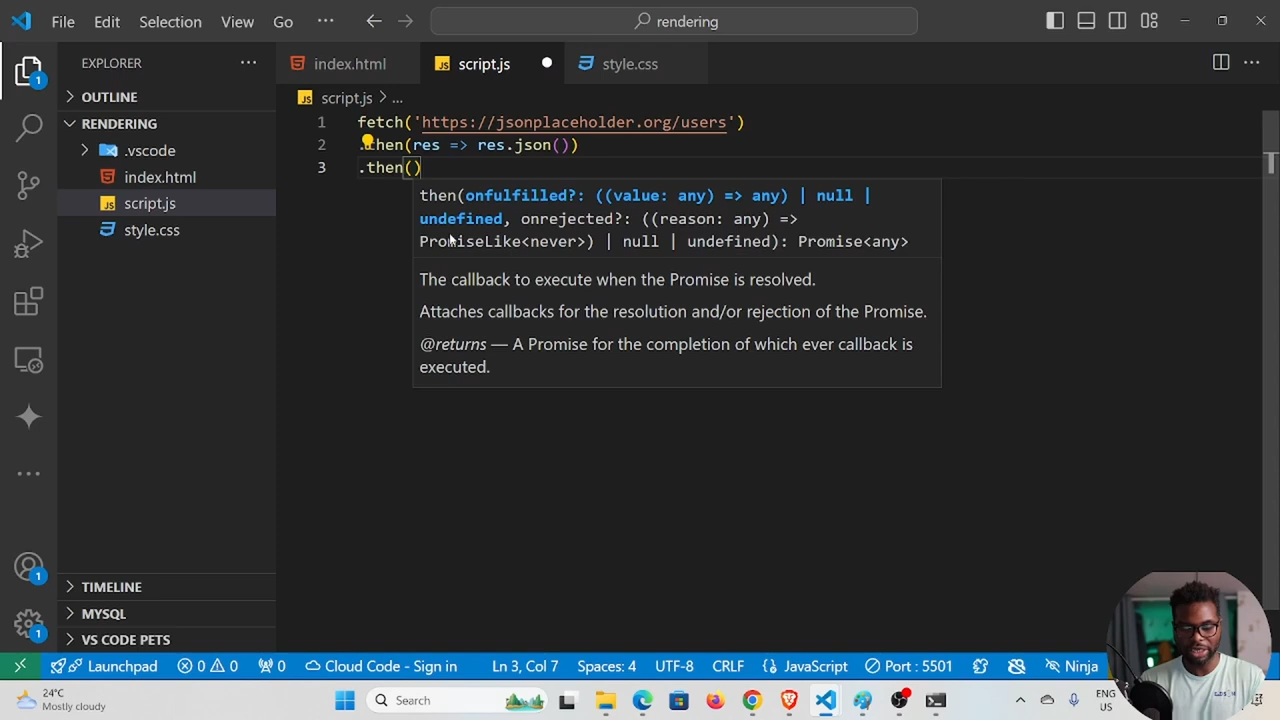 File Edit Selection View Go ··· rendering
EXPLORER ···
index.html script.js style.css
OUTLINE
script.js > ...
RENDERING
.vscode
index.html
script.js
style.css
1 fetch('https://jsonplaceholder.org/users')
2 .then(res => res.json())
3 .then()
then(onfulfilled?: ((value: any) => any) | null |
undefined, onrejected?: ((reason: any) =>
PromiseLike<never>) | null | undefined): Promise<any>
The callback to execute when the Promise is resolved.
Attaches callbacks for the resolution and/or rejection of the Promise.
@returns — A Promise for the completion of which ever callback is
executed.
1
1
1
TIMELINE
MYSQL
VS CODE PETS
Launchpad 0 0 0 Cloud Code - Sign in Ln 3, Col 7 Spaces: 4 UTF-8 CRLF {} JavaScript Port : 5501 Ninja
24°C
Mostly cloudy
Search
ENG
US